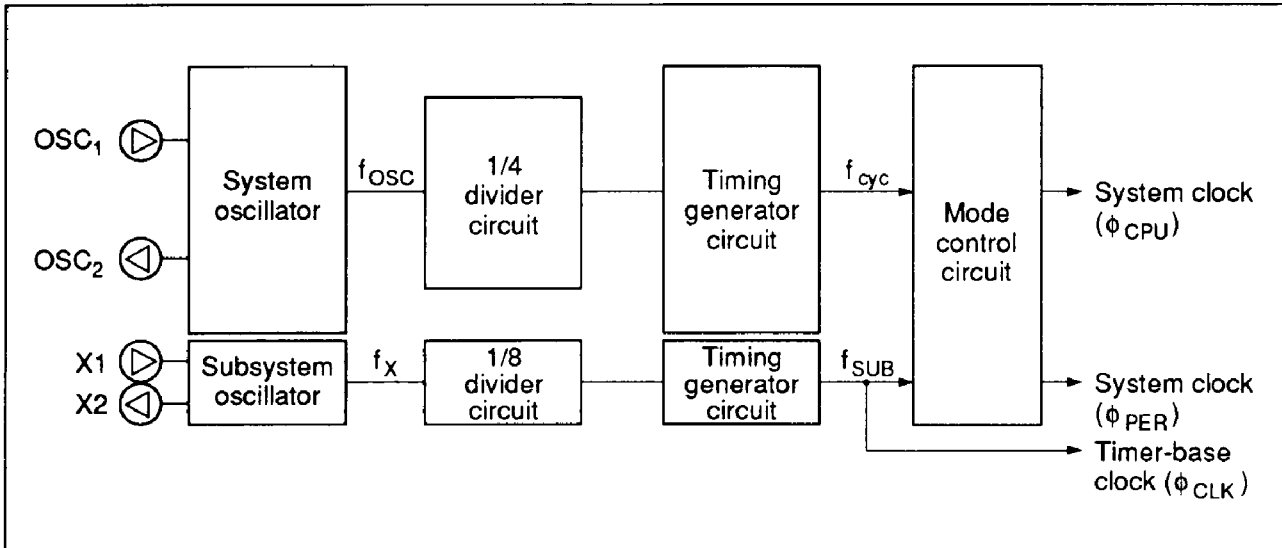 OSC1
OSC2
X1
X2
System
oscillator
Subsystem
oscillator
fOSC
fX
1/4
divider
circuit
1/8
divider
circuit
Timing
generator
circuit
Timing
generator
circuit
fcyc
fSUB
Mode
control
circuit
System clock
(ϕCPU)
System clock
(ϕPER)
Timer-base
clock (ϕCLK)